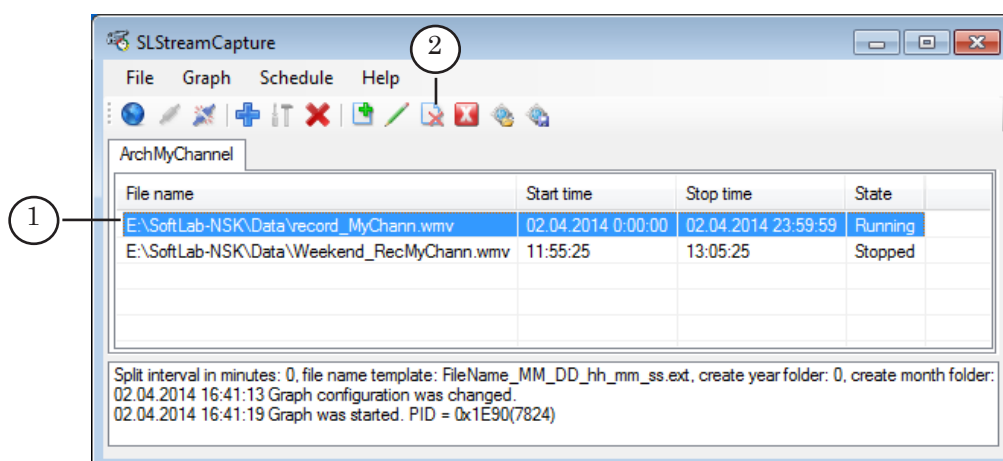 SLStreamCapture
2
File Graph Schedule Help
ArchMyChannel
File name Start time Stop time State
1
E:\SoftLab-NSK\Data\record_MyChann.wmv 02.04.2014 0:00:00 02.04.2014 23:59:59 Running
E:\SoftLab-NSK\Data\Weekend_RecMyChann.wmv 11:55:25 13:05:25 Stopped
Split interval in minutes: 0, file name template: FileName_MM_DD_hh_mm_ss.ext, create year folder: 0, create month folder:
02.04.2014 16:41:13 Graph configuration was changed.
02.04.2014 16:41:19 Graph was started. PID = 0x1E90(7824)